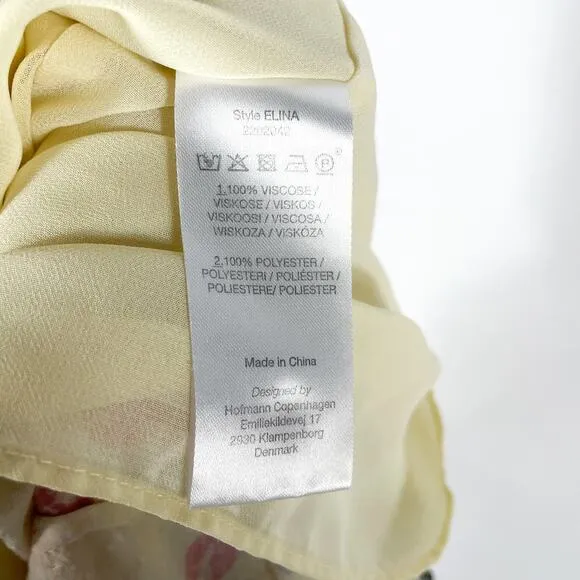 Style ELINA
2202042
P
1.100% VISCOSE /
VISKOSE / VISKOS /
VISKOOSI / VISCOSA /
WISKOZA / VISKÓZA
2.100% POLYESTER /
POLYESTERI / POLIÉSTER /
POLIESTERE/ POLIESTER
Made in China
Designed by
Hofmann Copenhagen
Emiliekildevej 17
2930 Klampenborg
Denmark